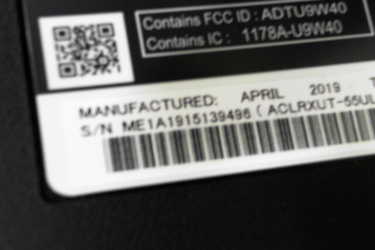 Contains FCC ID : ADTU9W40
Contains IC : 1178A-U9W40
MANUFACTURED: APRIL 2019
S/N ME1A1915139496 ( ACLRXUT-55UL